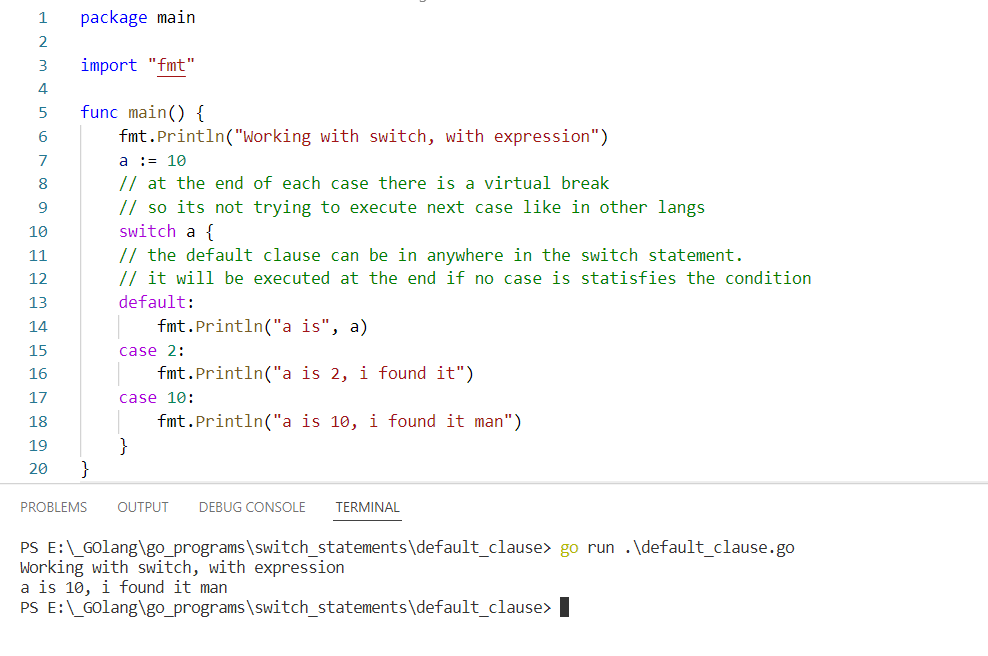 1 package main
2
3 import "fmt"
4
5 func main() {
6 fmt.Println("Working with switch, with expression")
7 a := 10
8 // at the end of each case there is a virtual break
9 // so its not trying to execute next case like in other langs
10 switch a {
11 // the default clause can be in anywhere in the switch statement.
12 // it will be executed at the end if no case is statisfies the condition
13 default:
14 fmt.Println("a is", a)
15 case 2:
16 fmt.Println("a is 2, i found it")
17 case 10:
18 fmt.Println("a is 10, i found it man")
19 }
20 }
PROBLEMS OUTPUT DEBUG CONSOLE TERMINAL
PS E:\_GOlang\go_programs\switch_statements\default_clause> go run .\default_clause.go
Working with switch, with expression
a is 10, i found it man
PS E:\_GOlang\go_programs\switch_statements\default_clause>